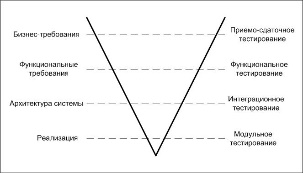 Бизнес-требования
Приемо-сдаточное
тестирование
Функциональные
требования
Функциональное
тестирование
Архитектура системы
Интеграционное
тестирование
Реализация
Модульное
тестирование